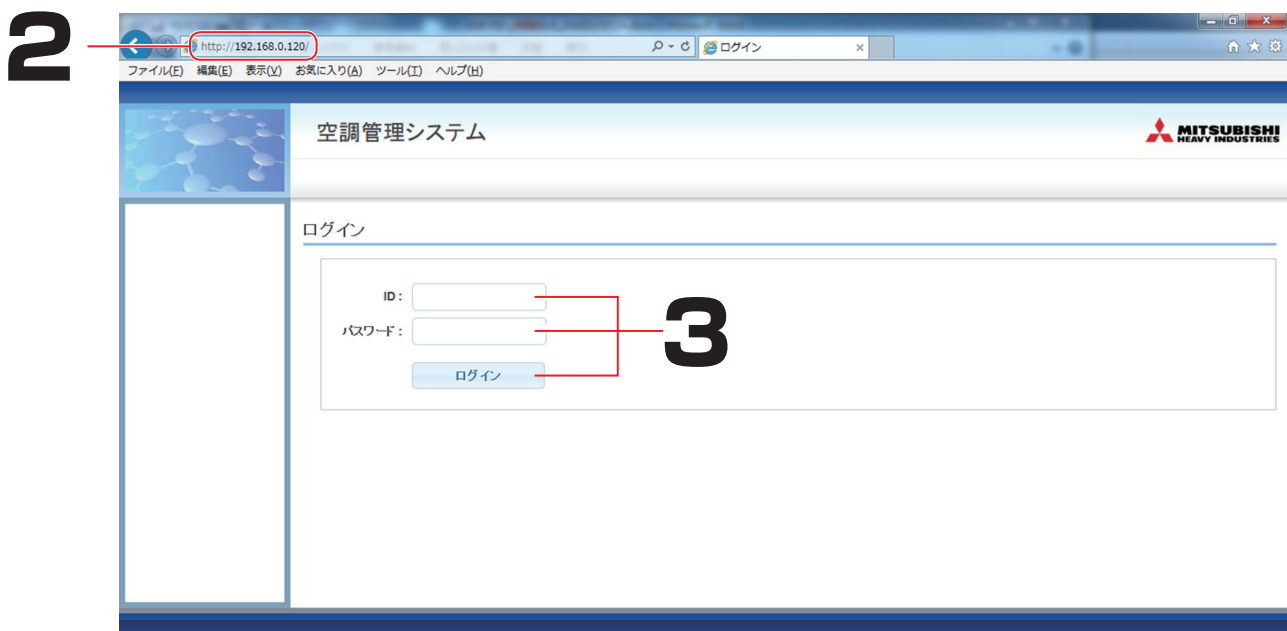 2
http://192.168.0.120/
ログイン
ファイル(F) 編集(E) 表示(V) お気に入り(A) ツール(T) ヘルプ(H)
空調管理システム
MITSUBISHI
HEAVY INDUSTRIES
ログイン
ID :
パスワード :
ログイン
3